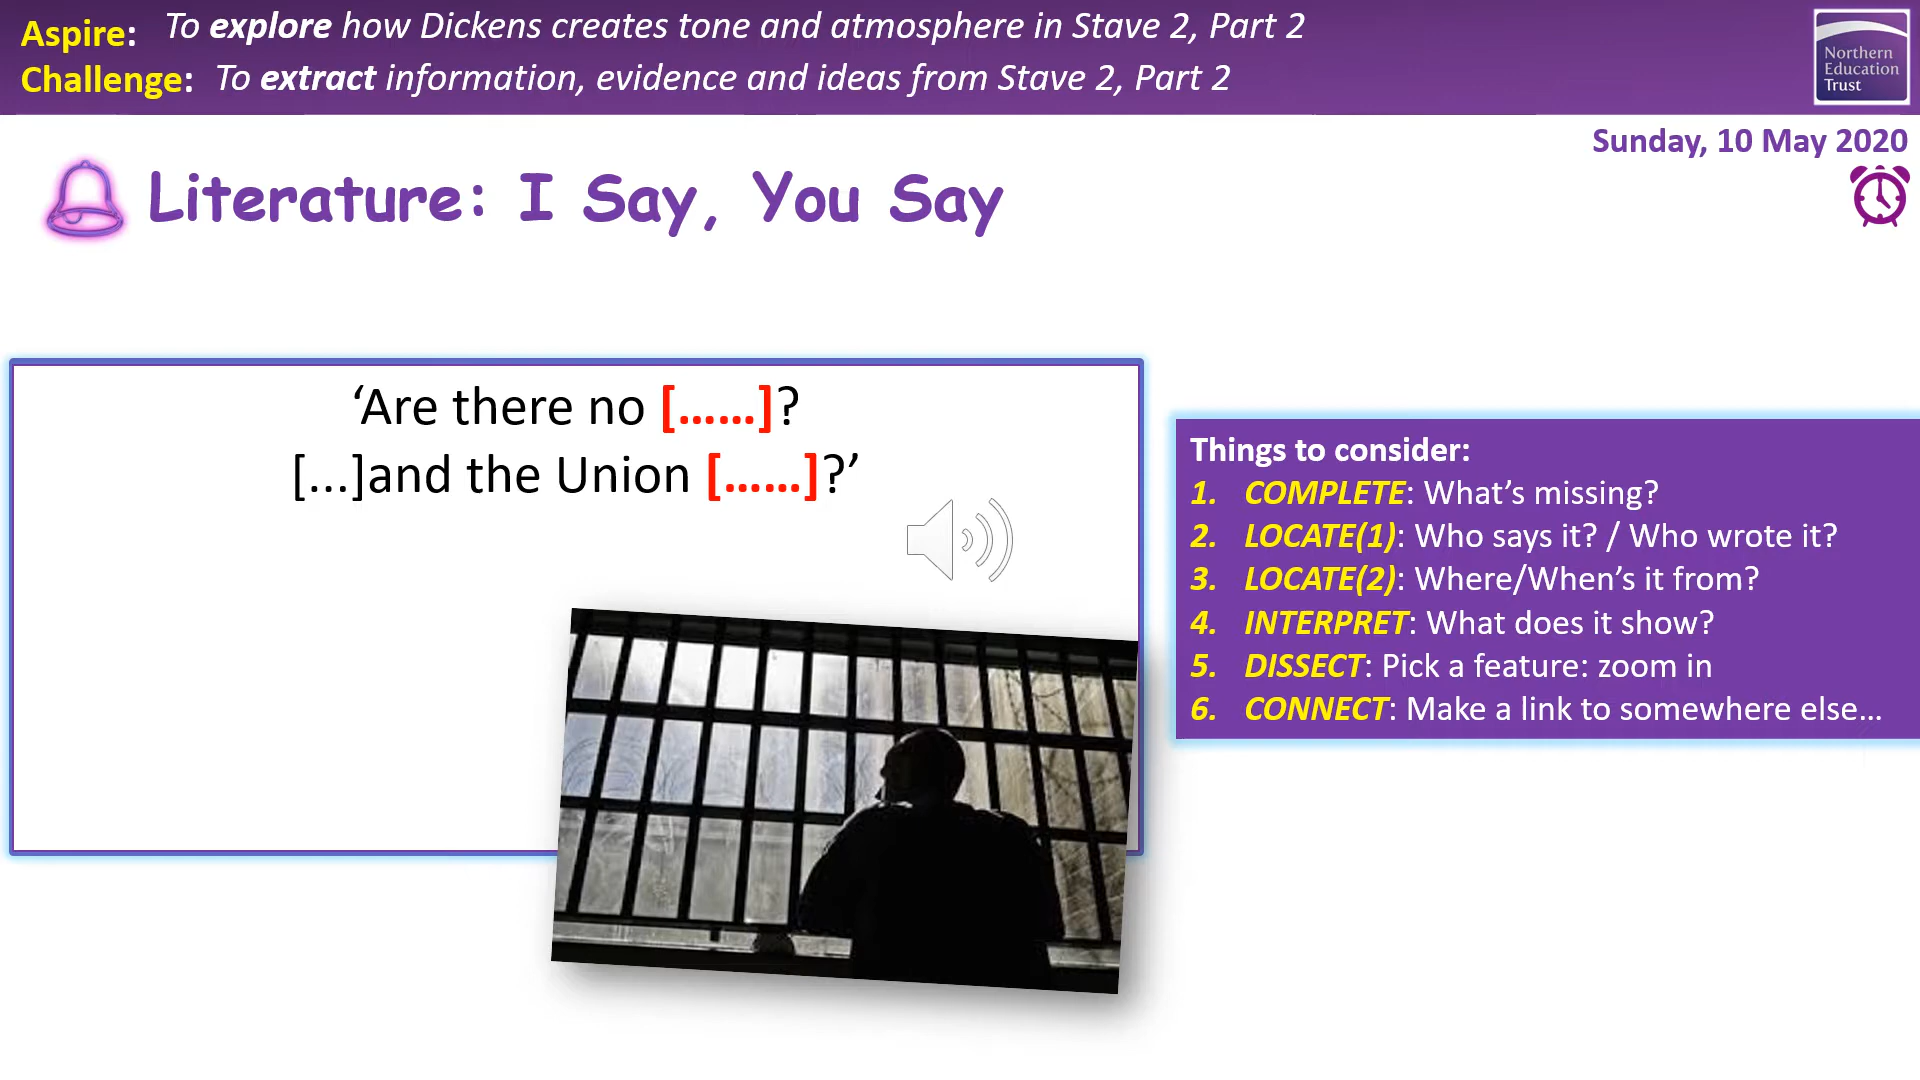 Aspire: To explore how Dickens creates tone and atmosphere in Stave 2, Part 2
Challenge: To extract information, evidence and ideas from Stave 2, Part 2
Northern
Education
Trust
Sunday, 10 May 2020
Literature: I Say, You Say
‘Are there no [……]?
[…]and the Union [……]?’
Things to consider:
1. COMPLETE: What’s missing?
2. LOCATE(1): Who says it? / Who wrote it?
3. LOCATE(2): Where/When’s it from?
4. INTERPRET: What does it show?
5. DISSECT: Pick a feature: zoom in
6. CONNECT: Make a link to somewhere else…